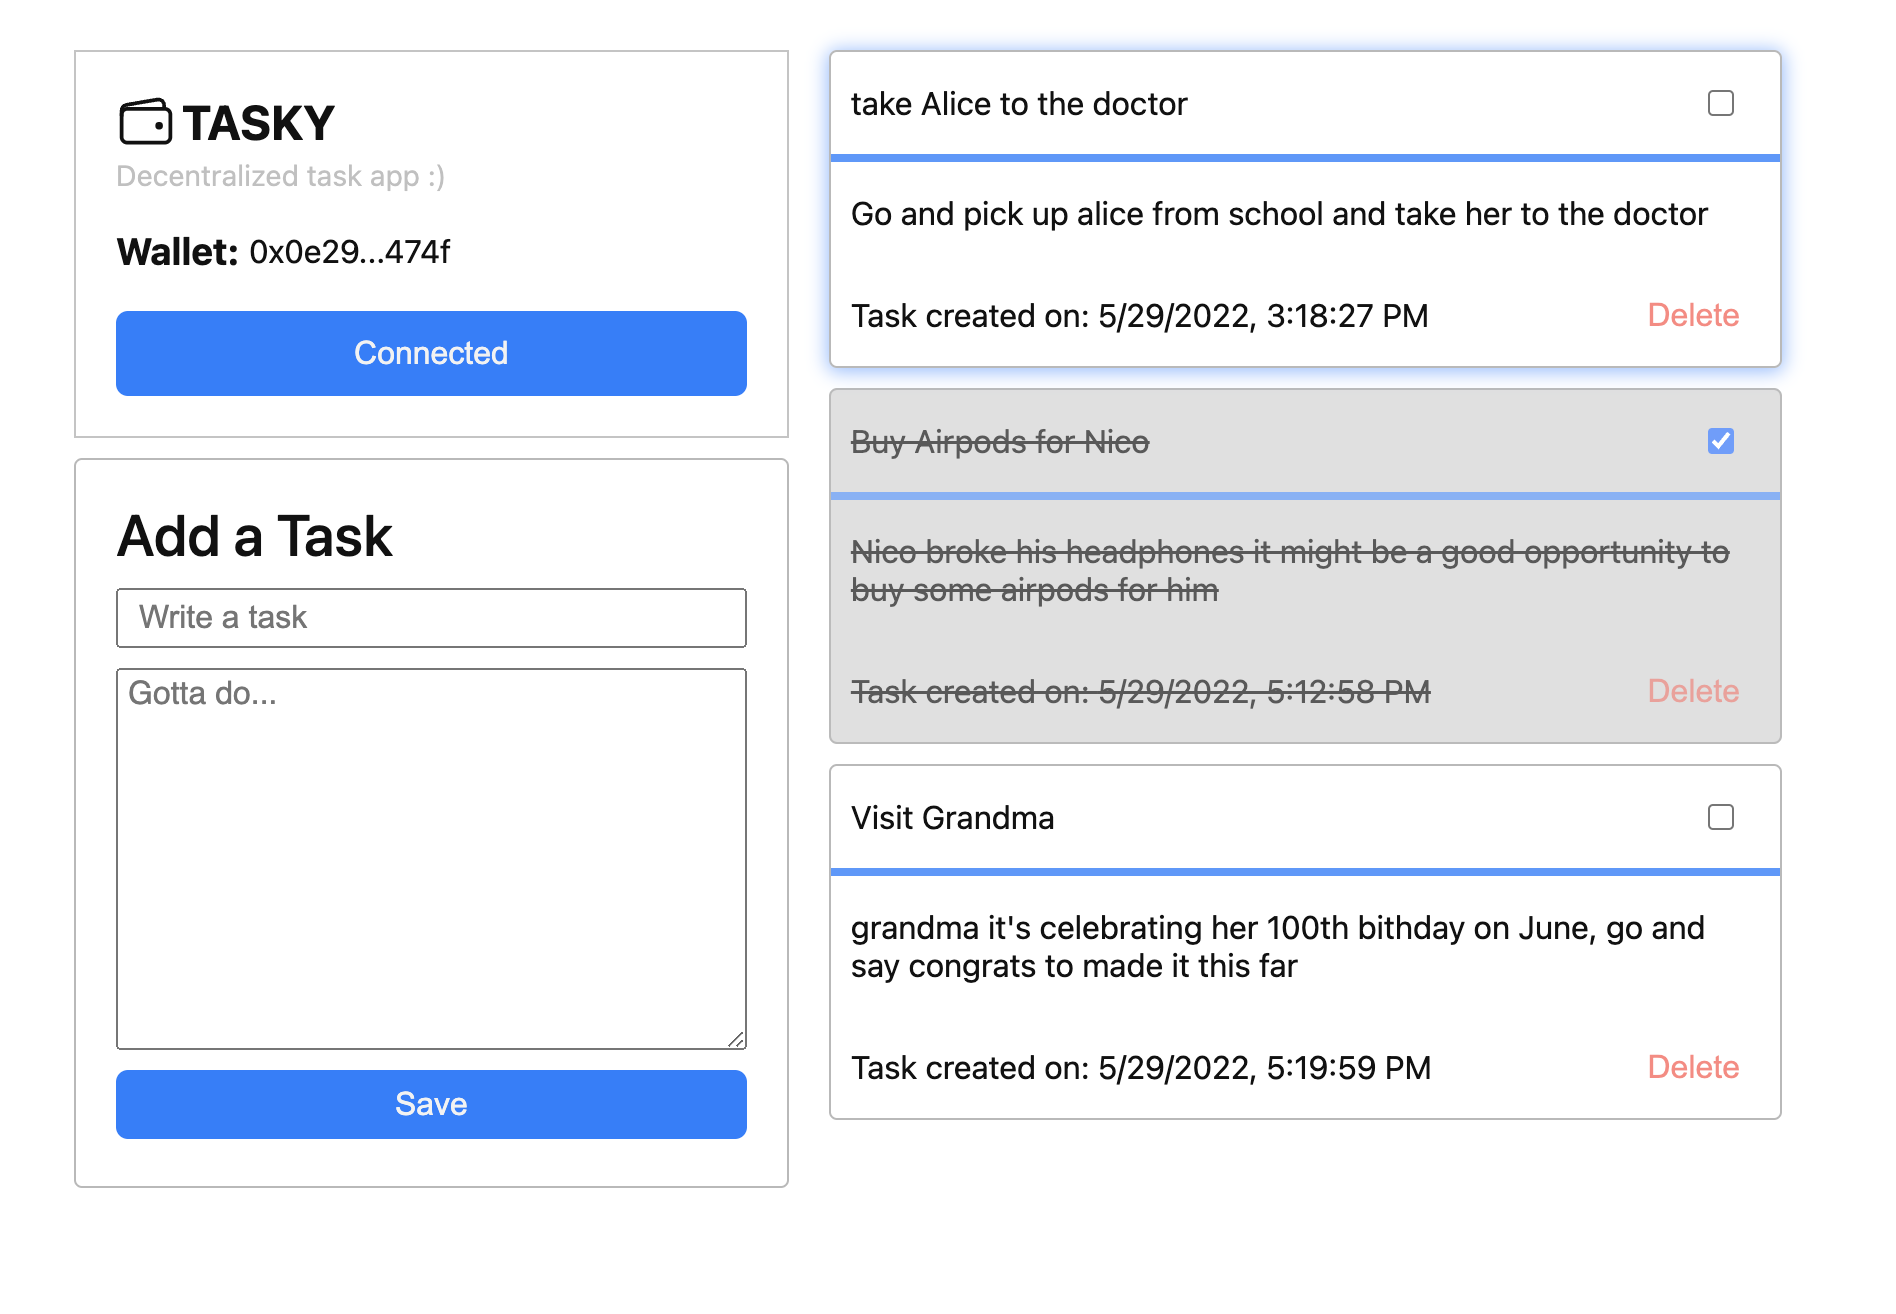 TASKY
Decentralized task app :)
Wallet: 0x0e29...474f
Connected
Add a Task
Write a task
Gotta do...
Save
take Alice to the doctor
Go and pick up alice from school and take her to the doctor
Task created on: 5/29/2022, 3:18:27 PM
Delete
Buy Airpods for Nico
Nico broke his headphones it might be a good opportunity to
buy some airpods for him
Task created on: 5/29/2022, 5:12:58 PM
Delete
Visit Grandma
grandma it's celebrating her 100th bithday on June, go and
say congrats to made it this far
Task created on: 5/29/2022, 5:19:59 PM
Delete